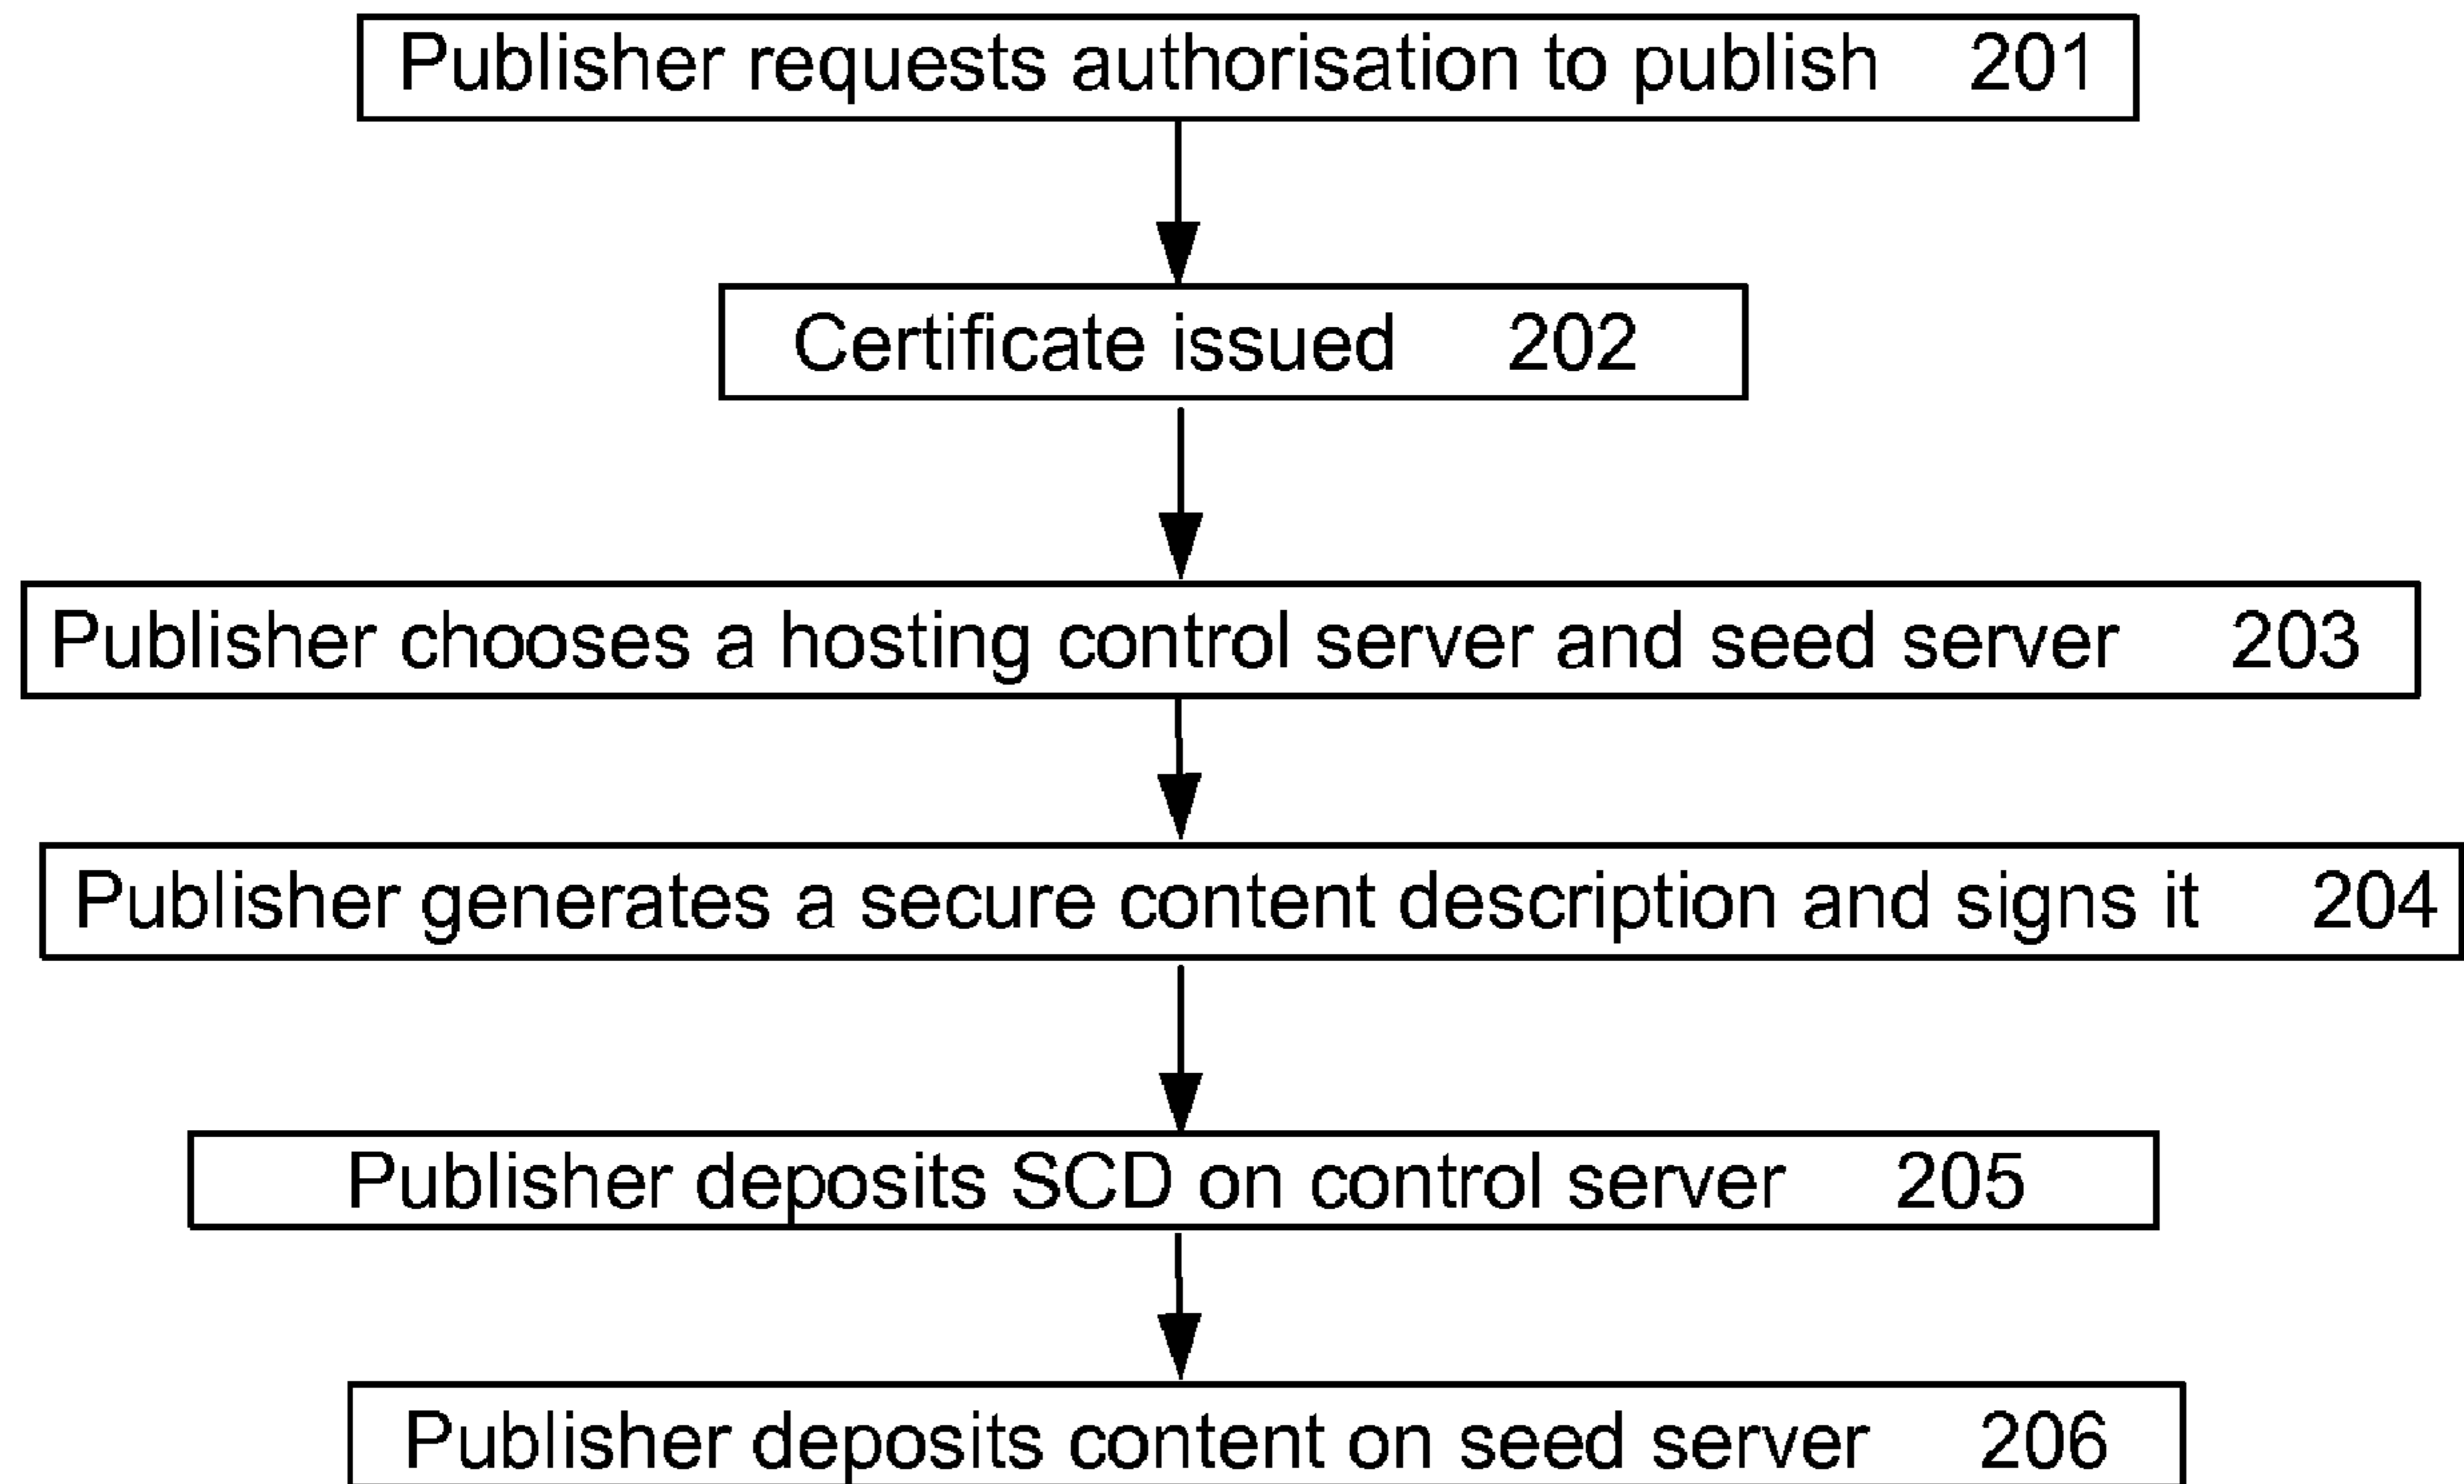 Publisher requests authorisation to publish 201
Certificate issued 202
Publisher chooses a hosting control server and seed server 203
Publisher generates a secure content description and signs it 204
Publisher deposits SCD on control server 205
Publisher deposits content on seed server 206